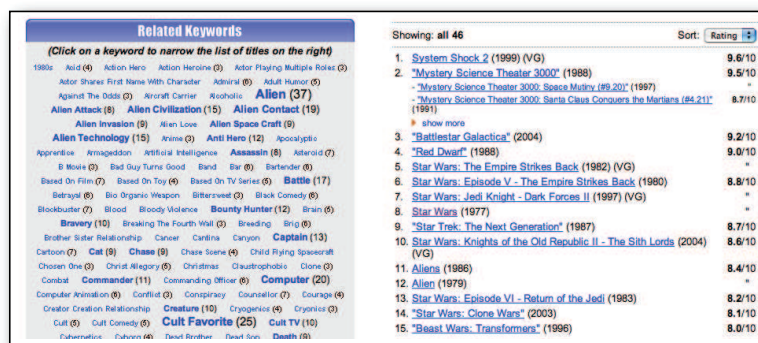 Related Keywords
(Click on a keyword to narrow the list of titles on the right)
1980s Acid (4) Action Hero Action Heroine (3) Actor Playing Multiple Roles (3)
Actor Shares First Name With Character Admiral (6) Adult Humor (5)
Against The Odds (3) Aircraft Carrier Alcoholic Alien (37)
Alien Attack (8) Alien Civilization (15) Alien Contact (19)
Alien Invasion (9) Alien Love Alien Space Craft (9)
Alien Technology (15) Anime (3) Anti Hero (12) Apocalyptic
Apprentice Armageddon Artificial Intelligence Assassin (8) Asteroid (7)
B Movie (3) Bad Guy Turns Good Band Bar (6) Bartender (6)
Based On Film (7) Based On Toy (4) Based On TV Series (5) Battle (17)
Betrayal (6) Bio Organic Weapon Bittersweet (3) Black Comedy (6)
Blockbuster (7) Blood Bloody Violence Bounty Hunter (12) Brain (5)
Bravery (10) Breaking The Fourth Wall (3) Breeding Brig (6)
Brother Sister Relationship Cancer Cantina Canyon Captain (13)
Cartoon (7) Cat (9) Chase (9) Chase Scene (4) Child Flying Spacecraft
Chosen One (3) Christ Allegory (5) Christmas Claustrophobic Clone (3)
Combat Commander (11) Commanding Officer (6) Computer (20)
Computer Animation (6) Conflict (3) Conspiracy Counsellor (7) Courage (4)
Creator Creation Relationship Creature (10) Cryogenics (4) Cryonics (3)
Cult (5) Cult Comedy (5) Cult Favorite (25) Cult TV (10)
Cybernetics Cyborg (4) Dead Brother Dead Son Death (9)
Showing: all 46 Sort: Rating
1. System Shock 2 (1999) (VG) 9.6/10
2. "Mystery Science Theater 3000" (1988) 9.5/10
- "Mystery Science Theater 3000: Space Mutiny (#9.20)" (1997) "
- "Mystery Science Theater 3000: Santa Claus Conquers the Martians (#4.21)" 8.7/10
(1991)
show more
3. "Battlestar Galactica" (2004) 9.2/10
4. "Red Dwarf" (1988) 9.0/10
5. Star Wars: The Empire Strikes Back (1982) (VG) "
6. Star Wars: Episode V - The Empire Strikes Back (1980) 8.8/10
7. Star Wars: Jedi Knight - Dark Forces II (1997) (VG) "
8. Star Wars (1977) "
9. "Star Trek: The Next Generation" (1987) 8.7/10
10. Star Wars: Knights of the Old Republic II - The Sith Lords (2004) 8.6/10
(VG)
11. Aliens (1986) 8.4/10
12. Alien (1979) "
13. Star Wars: Episode VI - Return of the Jedi (1983) 8.2/10
14. "Star Wars: Clone Wars" (2003) 8.1/10
15. "Beast Wars: Transformers" (1996) 8.0/10